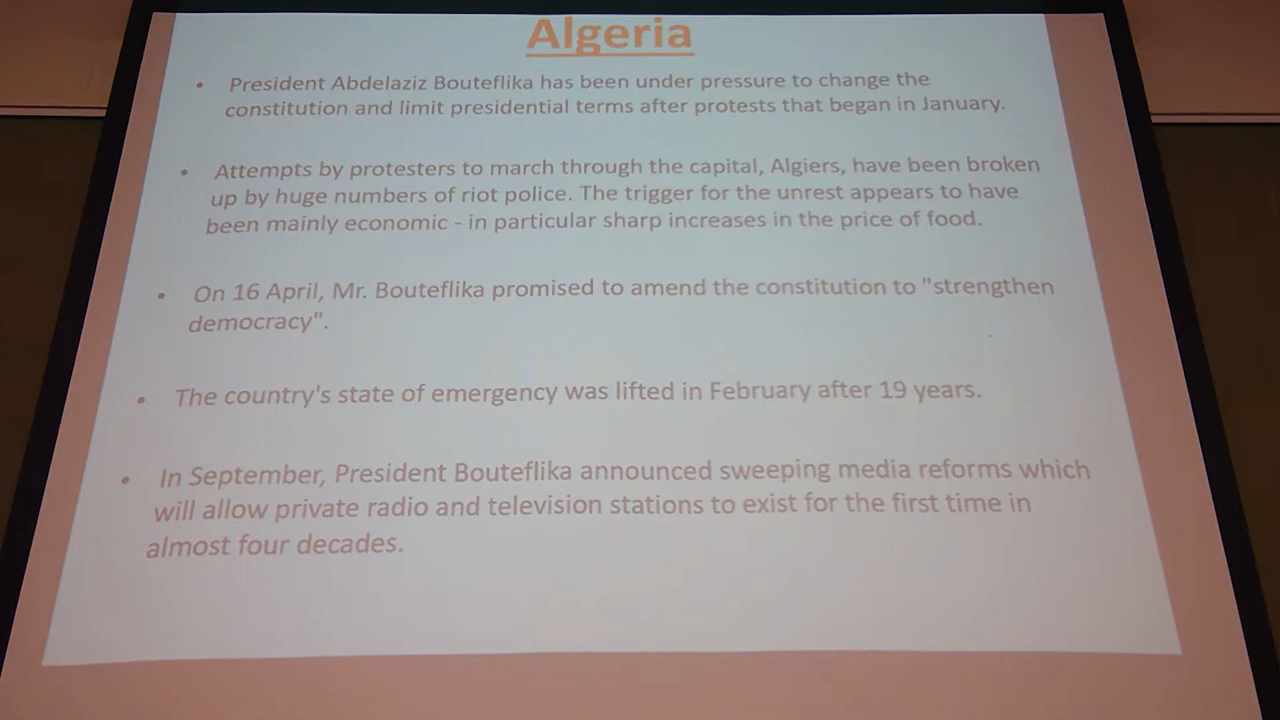 Algeria
• President Abdelaziz Bouteflika has been under pressure to change the
constitution and limit presidential terms after protests that began in January.
• Attempts by protesters to march through the capital, Algiers, have been broken
up by huge numbers of riot police. The trigger for the unrest appears to have
been mainly economic - in particular sharp increases in the price of food.
• On 16 April, Mr. Bouteflika promised to amend the constitution to "strengthen
democracy".
• The country's state of emergency was lifted in February after 19 years.
• In September, President Bouteflika announced sweeping media reforms which
will allow private radio and television stations to exist for the first time in
almost four decades.